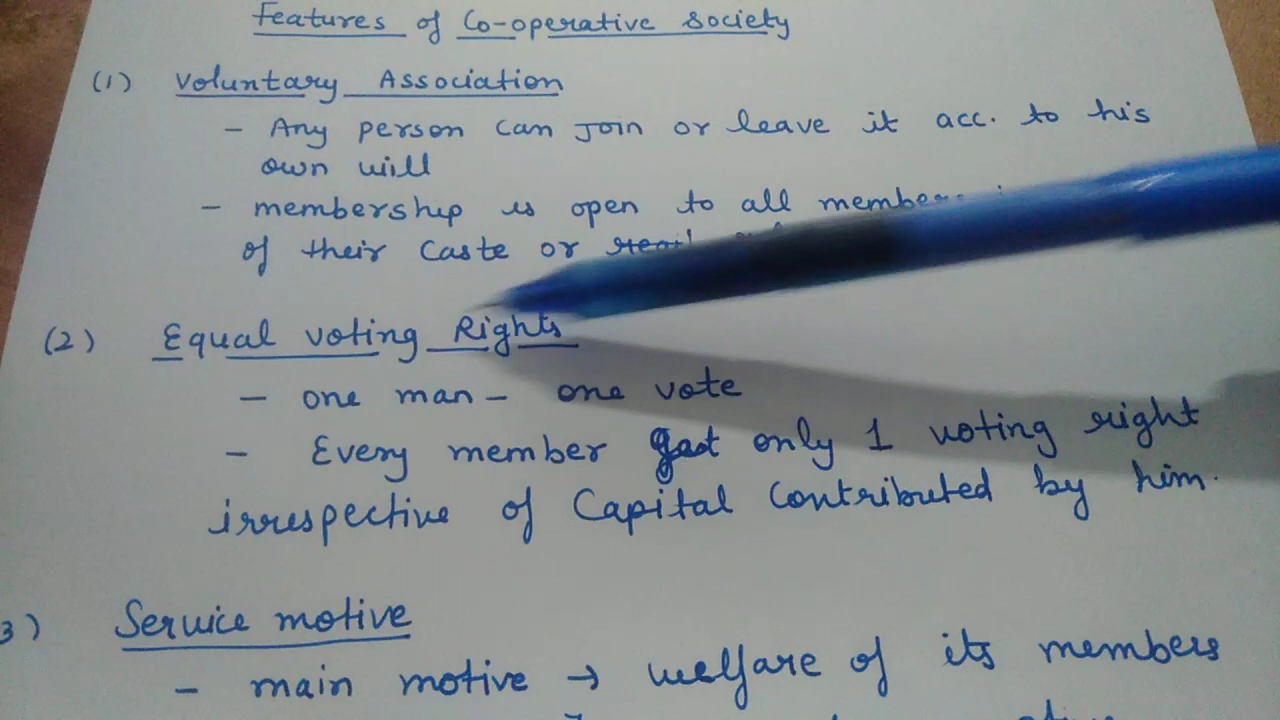 Features of Co-operative Society
(1) Voluntary Association
- Any person can Join or leave it acc. to his
own will
- membership is open to all
of their Caste or
(2) Equal voting Rights
- one man - one vote
- Every member get only 1 voting right
irrespective of Capital Contributed by him.
3) Service motive
- main motive → welfare of its members